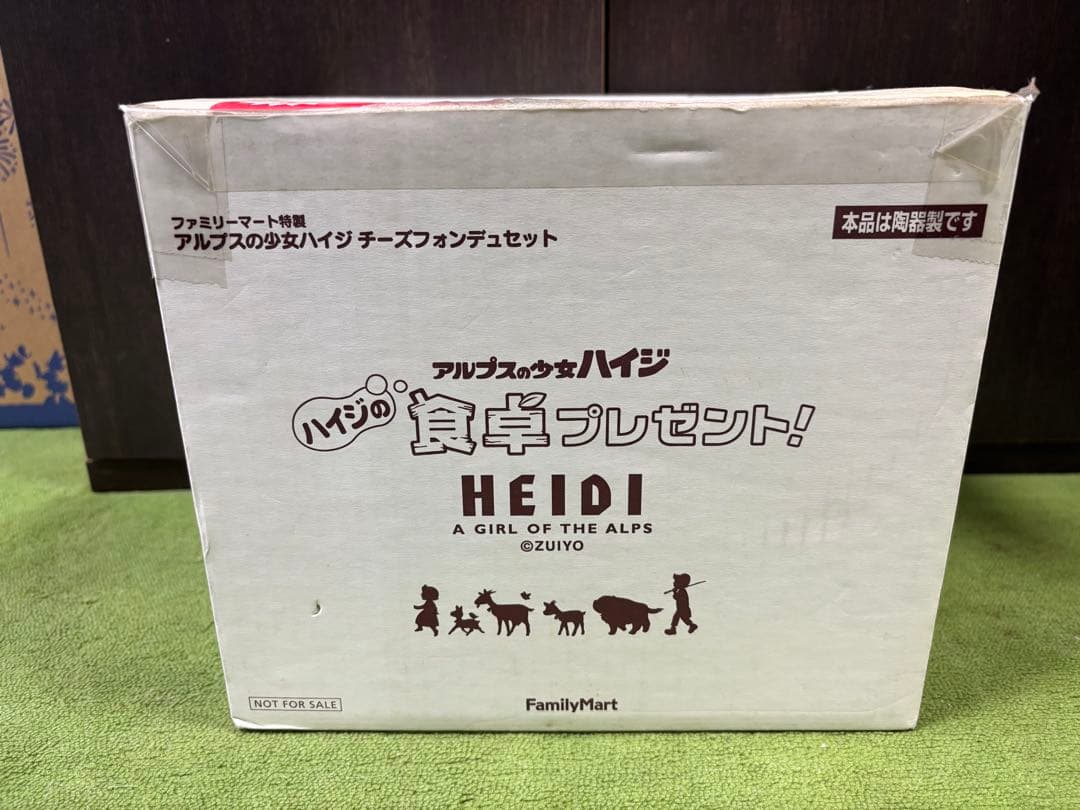 ファミリーマート特製
アルプスの少女ハイジ チーズフォンデュセット
本品は陶器製です
アルプスの少女ハイジ
ハイジの食卓プレゼント!
HEIDI
A GIRL OF THE ALPS
©ZUIYO
NOT FOR SALE
FamilyMart